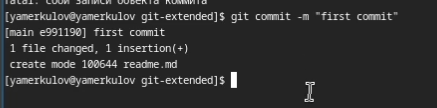 fatal: сбой записи объекта коммита
[yamerkulov@yamerkulov git-extended]$ git commit -m "first commit"
[main e991190] first commit
1 file changed, 1 insertion(+)
create mode 100644 readme.md
[yamerkulov@yamerkulov git-extended]$